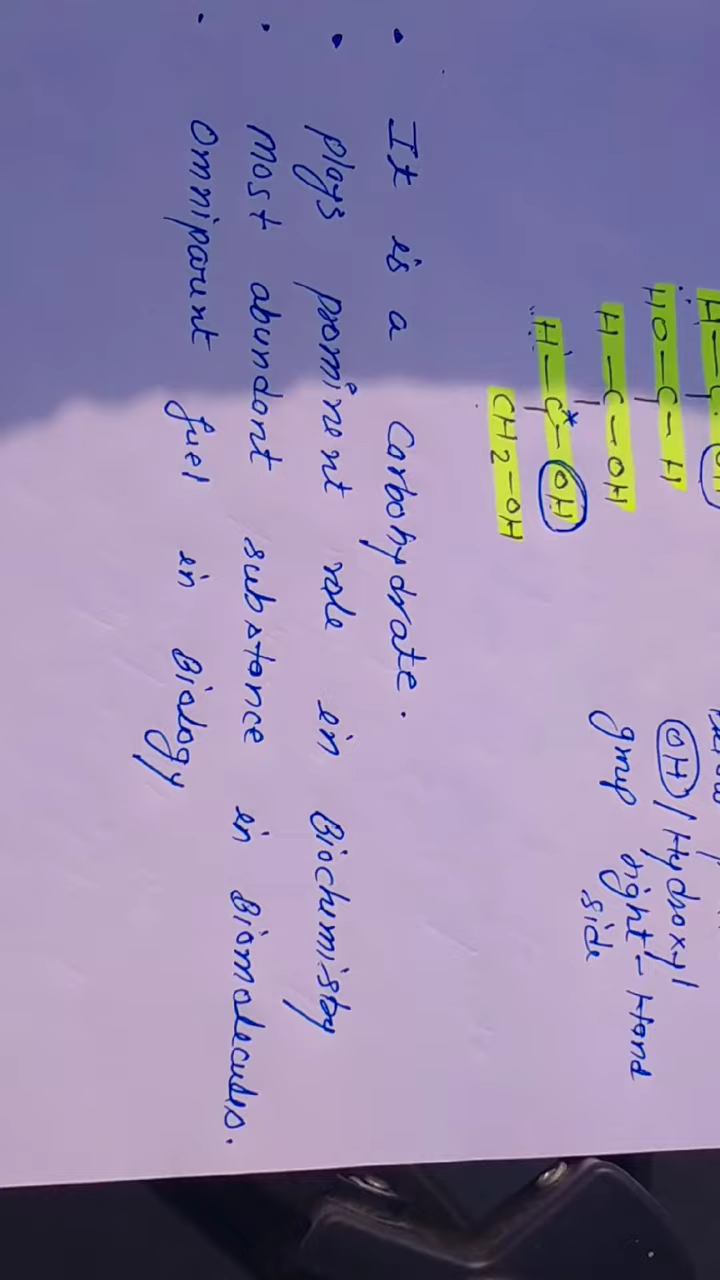 HO-C-H
H-C-OH
H-C*-OH
CH2-OH
OH / Hydroxyl
group right-Hand
side
• It is a Carbohydrate.
• plays prominent role in Biochemistry
• most abundant substance in Biomolecules.
• Omniparent fuel in Biology